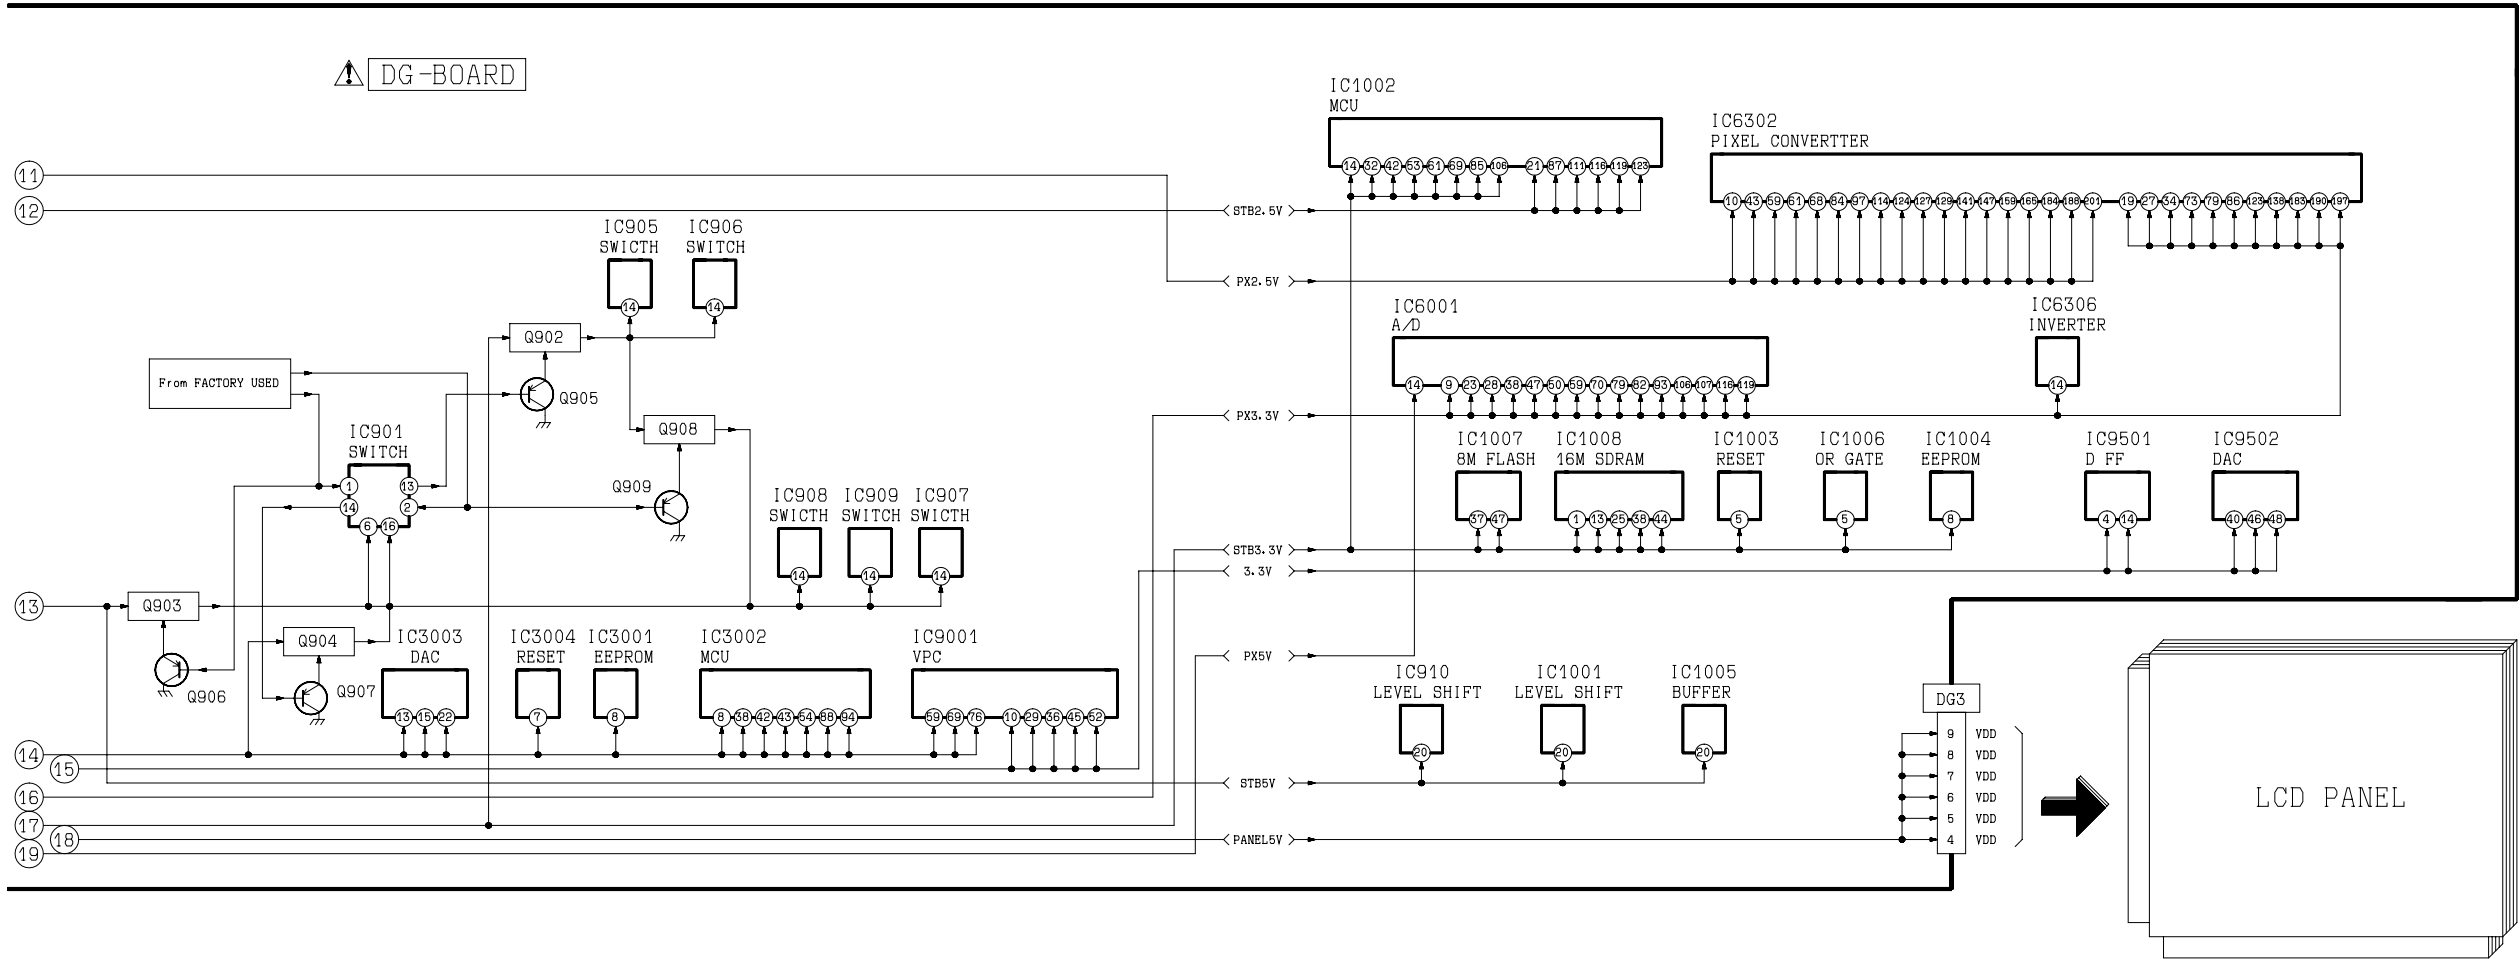 DG-BOARD
IC1002
MCU
14 32 42 53 61 69 85 106 21 87 111 116 119 123
IC6302
PIXEL CONVERTTER
10 43 59 61 68 84 97 114 124 127 129 141 147 159 165 184 188 201 19 27 34 73 79 86 123 138 183 190 197
11
12
STB2.5V
IC905
SWICTH
14
IC906
SWITCH
14
PX2.5V
IC6001
A/D
14 9 23 28 38 47 50 59 70 79 82 93 106 107 116 119
IC6306
INVERTER
14
Q902
From FACTORY USED
Q905
PX3.3V
Q908
IC901
SWITCH
1 13
14 2
6 16
Q909
IC1007
8M FLASH
37 47
IC1008
16M SDRAM
1 13 25 38 44
IC1003
RESET
5
IC1006
OR GATE
5
IC1004
EEPROM
8
IC9501
D FF
4 14
IC9502
DAC
40 46 48
IC908
SWICTH
14
IC909
SWITCH
14
IC907
SWICTH
14
STB3.3V
3.3V
13
Q903
Q904
Q906
Q907
IC3003
DAC
13 15 22
IC3004
RESET
7
IC3001
EEPROM
8
IC3002
MCU
8 38 42 43 54 88 94
IC9001
VPC
59 69 76 10 29 36 45 52
PX5V
IC910
LEVEL SHIFT
20
IC1001
LEVEL SHIFT
20
IC1005
BUFFER
20
DG3
9 VDD
8 VDD
7 VDD
6 VDD
5 VDD
4 VDD
LCD PANEL
14
15
STB5V
16
17
18
PANEL5V
19